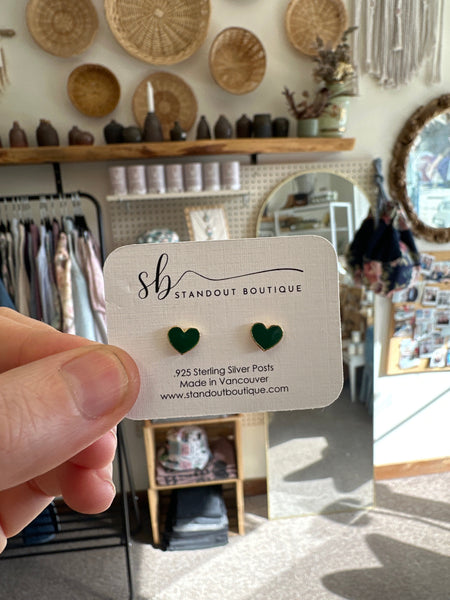 sb
STANDOUT BOUTIQUE
.925 Sterling Silver Posts
Made in Vancouver
www.standoutboutique.com